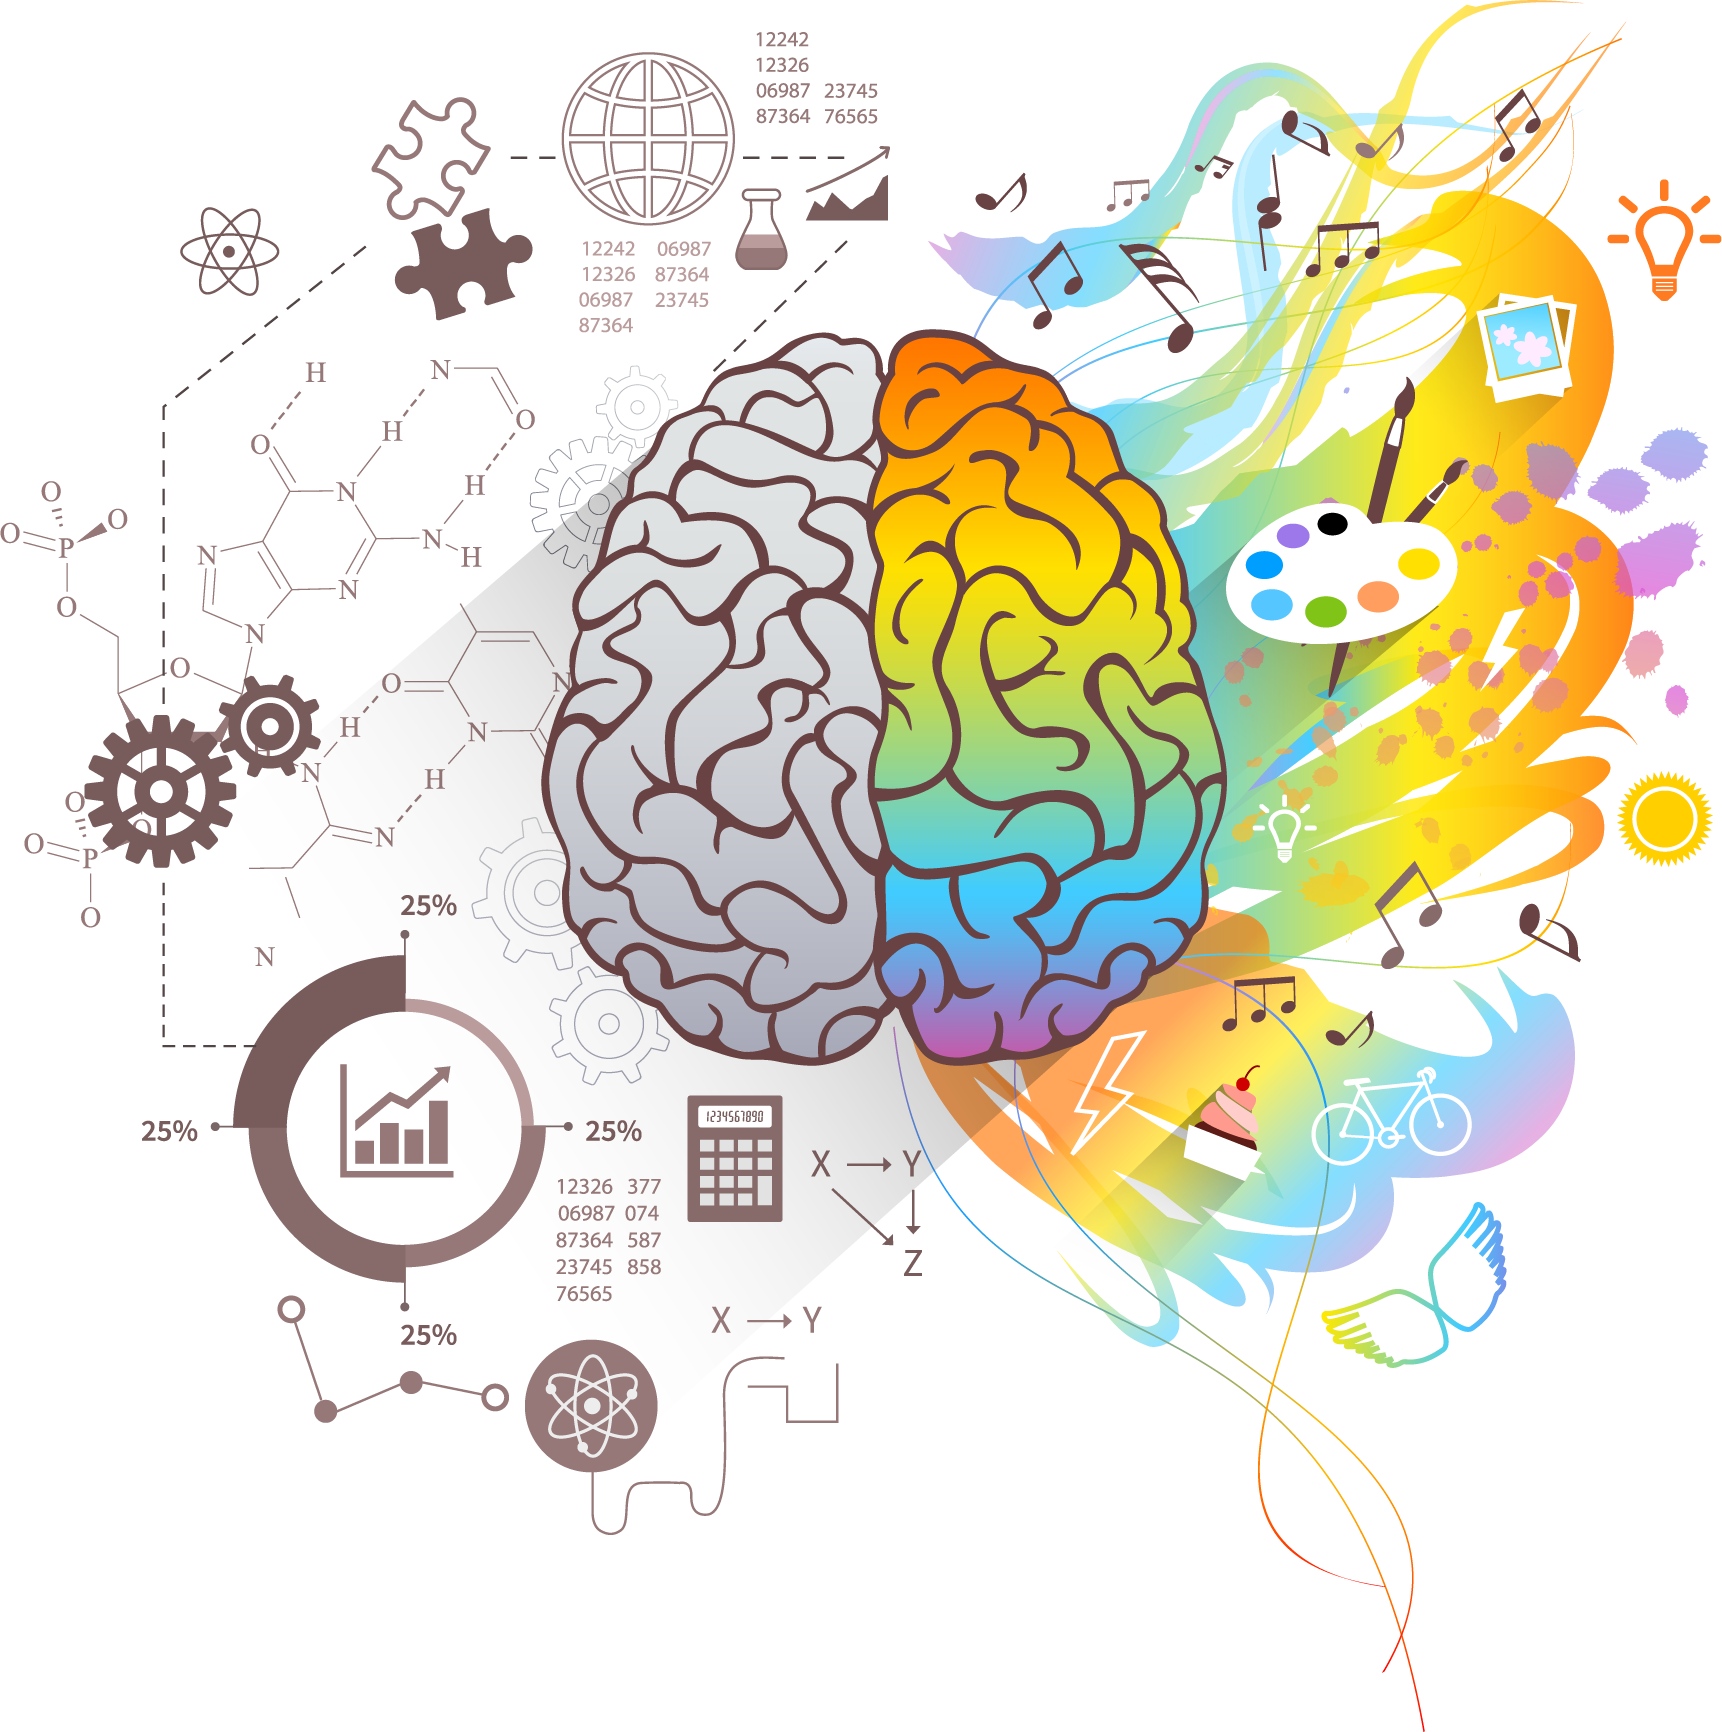 12242
12326
06987 23745
87364 76565
12242 06987
12326 87364
06987 23745
87364
H
N
O
H
O
H
N
O
O
O
P
N
H
N
H
N
O
N
O
O
N
H
N
H
N
H
O
O
N
O
P
O
N
25%
25%
25%
25%
1234567890
X Y
Z
12326 377
06987 074
87364 587
23745 858
76565
X Y